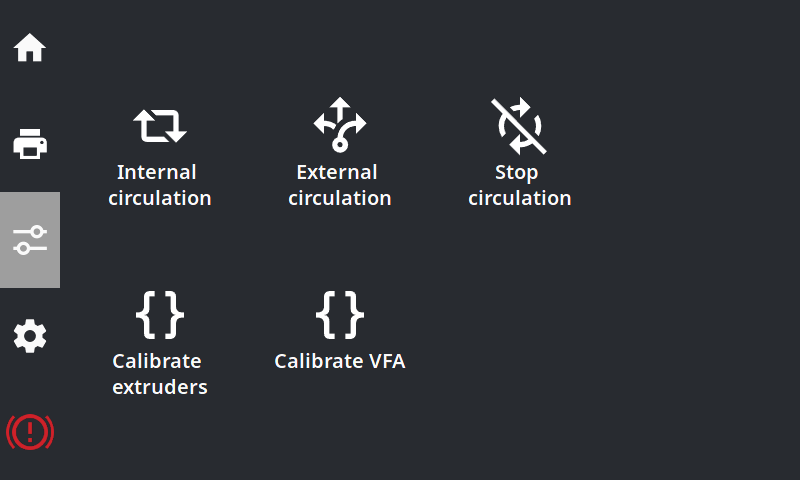 Internal
circulation
External
circulation
Stop
circulation
{ }
Calibrate
extruders
{ }
Calibrate VFA